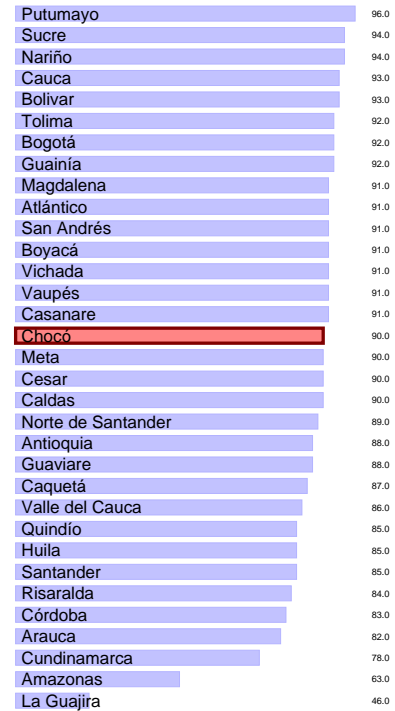 Putumayo 96.0
Sucre 94.0
Nariño 94.0
Cauca 93.0
Bolivar 93.0
Tolima 92.0
Bogotá 92.0
Guainía 92.0
Magdalena 91.0
Atlántico 91.0
San Andrés 91.0
Boyacá 91.0
Vichada 91.0
Vaupés 91.0
Casanare 91.0
Chocó 90.0
Meta 90.0
Cesar 90.0
Caldas 90.0
Norte de Santander 89.0
Antioquia 88.0
Guaviare 88.0
Caquetá 87.0
Valle del Cauca 86.0
Quindío 85.0
Huila 85.0
Santander 85.0
Risaralda 84.0
Córdoba 83.0
Arauca 82.0
Cundinamarca 78.0
Amazonas 63.0
La Guajira 46.0